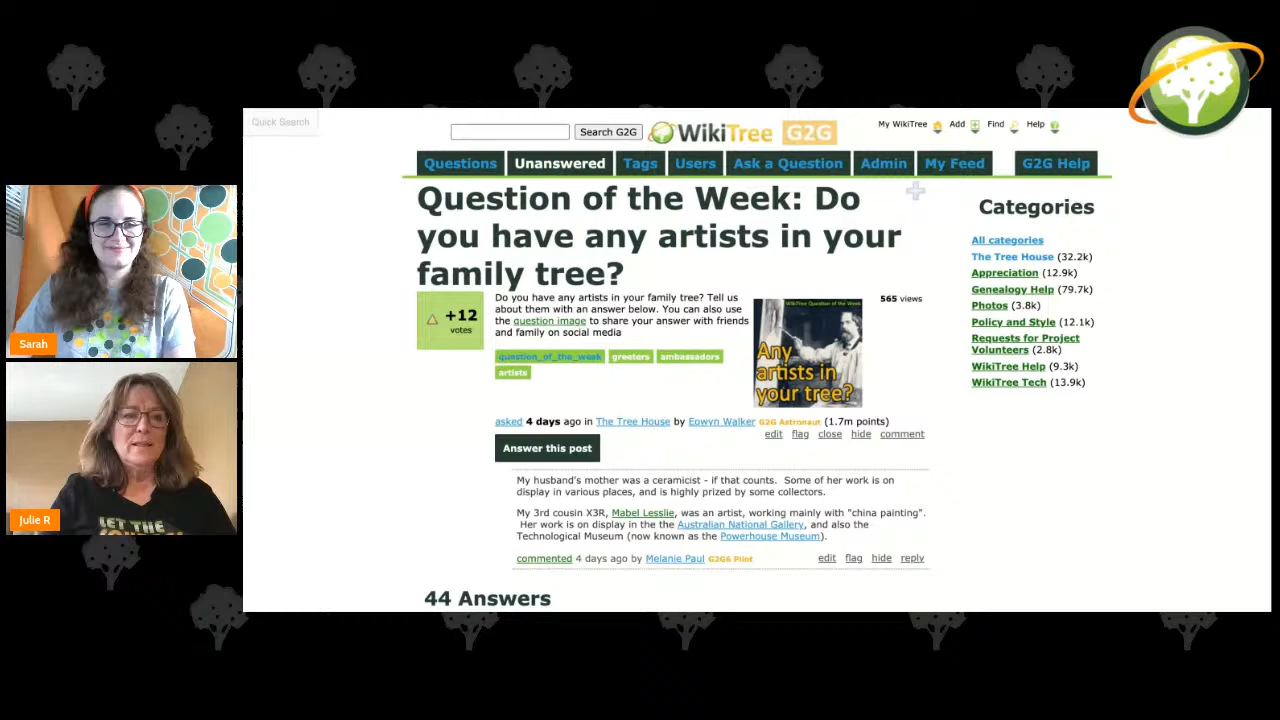 Quick Search
Search G2G
WikiTree G2G
My WikiTree Add Find Help
Questions Unanswered Tags Users Ask a Question Admin My Feed G2G Help
Question of the Week: Do
you have any artists in your
family tree?
+12
votes
Do you have any artists in your family tree? Tell us
about them with an answer below. You can also use
the question image to share your answer with friends
and family on social media
question_of_the_week greeters ambassadors
artists
WikiTree Question of the Week
Any
artists in
your tree?
565 views
asked 4 days ago in The Tree House by Eowyn Walker G2G Astronaut (1.7m points)
edit flag close hide comment
Answer this post
My husband's mother was a ceramicist - if that counts. Some of her work is on
display in various places, and is highly prized by some collectors.
My 3rd cousin X3R, Mabel Lesslie, was an artist, working mainly with "china painting".
Her work is on display in the the Australian National Gallery, and also the
Technological Museum (now known as the Powerhouse Museum).
commented 4 days ago by Melanie Paul G2G6 Pilot
edit flag hide reply
44 Answers
Categories
All categories
The Tree House (32.2k)
Appreciation (12.9k)
Genealogy Help (79.7k)
Photos (3.8k)
Policy and Style (12.1k)
Requests for Project
Volunteers (2.8k)
WikiTree Help (9.3k)
WikiTree Tech (13.9k)
Sarah
LET THE
Julie R